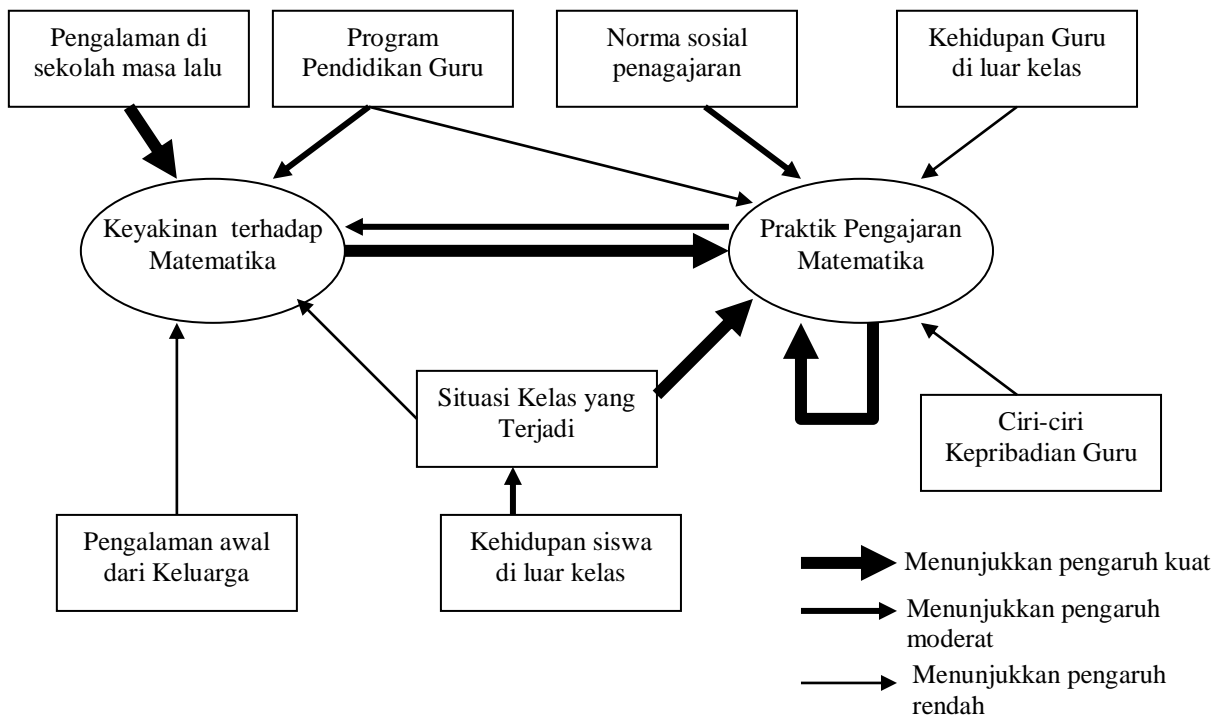 Pengalaman di
sekolah masa lalu
Program
Pendidikan Guru
Norma sosial
penagajaran
Kehidupan Guru
di luar kelas
Keyakinan terhadap
Matematika
Praktik Pengajaran
Matematika
Situasi Kelas yang
Terjadi
Ciri-ciri
Kepribadian Guru
Pengalaman awal
dari Keluarga
Kehidupan siswa
di luar kelas
Menunjukkan pengaruh kuat
Menunjukkan pengaruh
moderat
Menunjukkan pengaruh
rendah